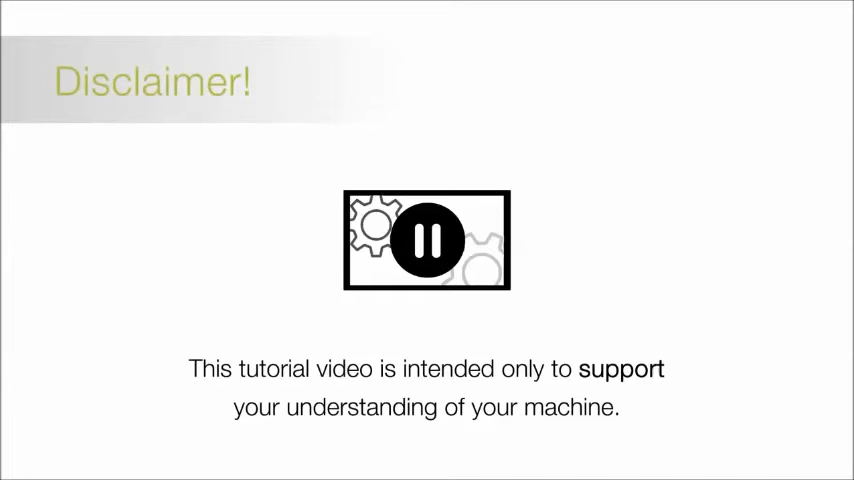 Disclaimer!
This tutorial video is intended only to support
your understanding of your machine.